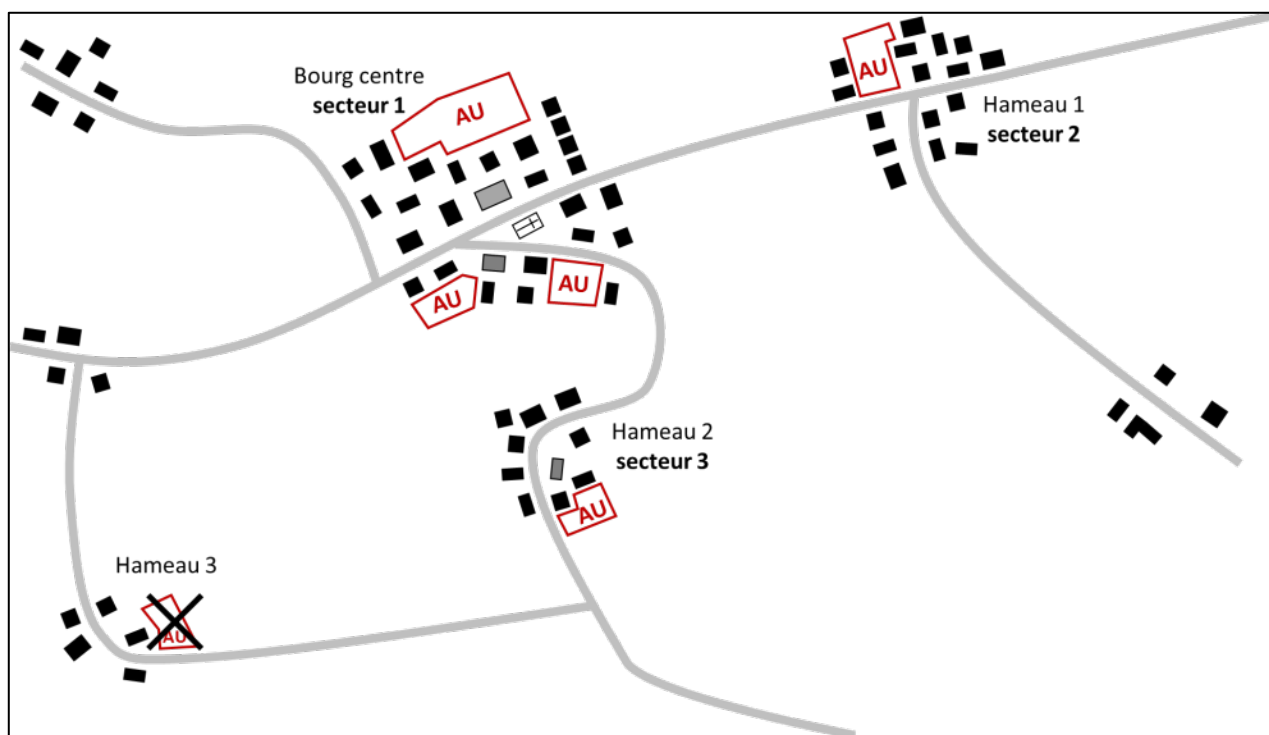 Bourg centre
secteur 1
AU
AU
Hameau 1
secteur 2
AU
AU
Hameau 2
secteur 3
AU
Hameau 3
AU